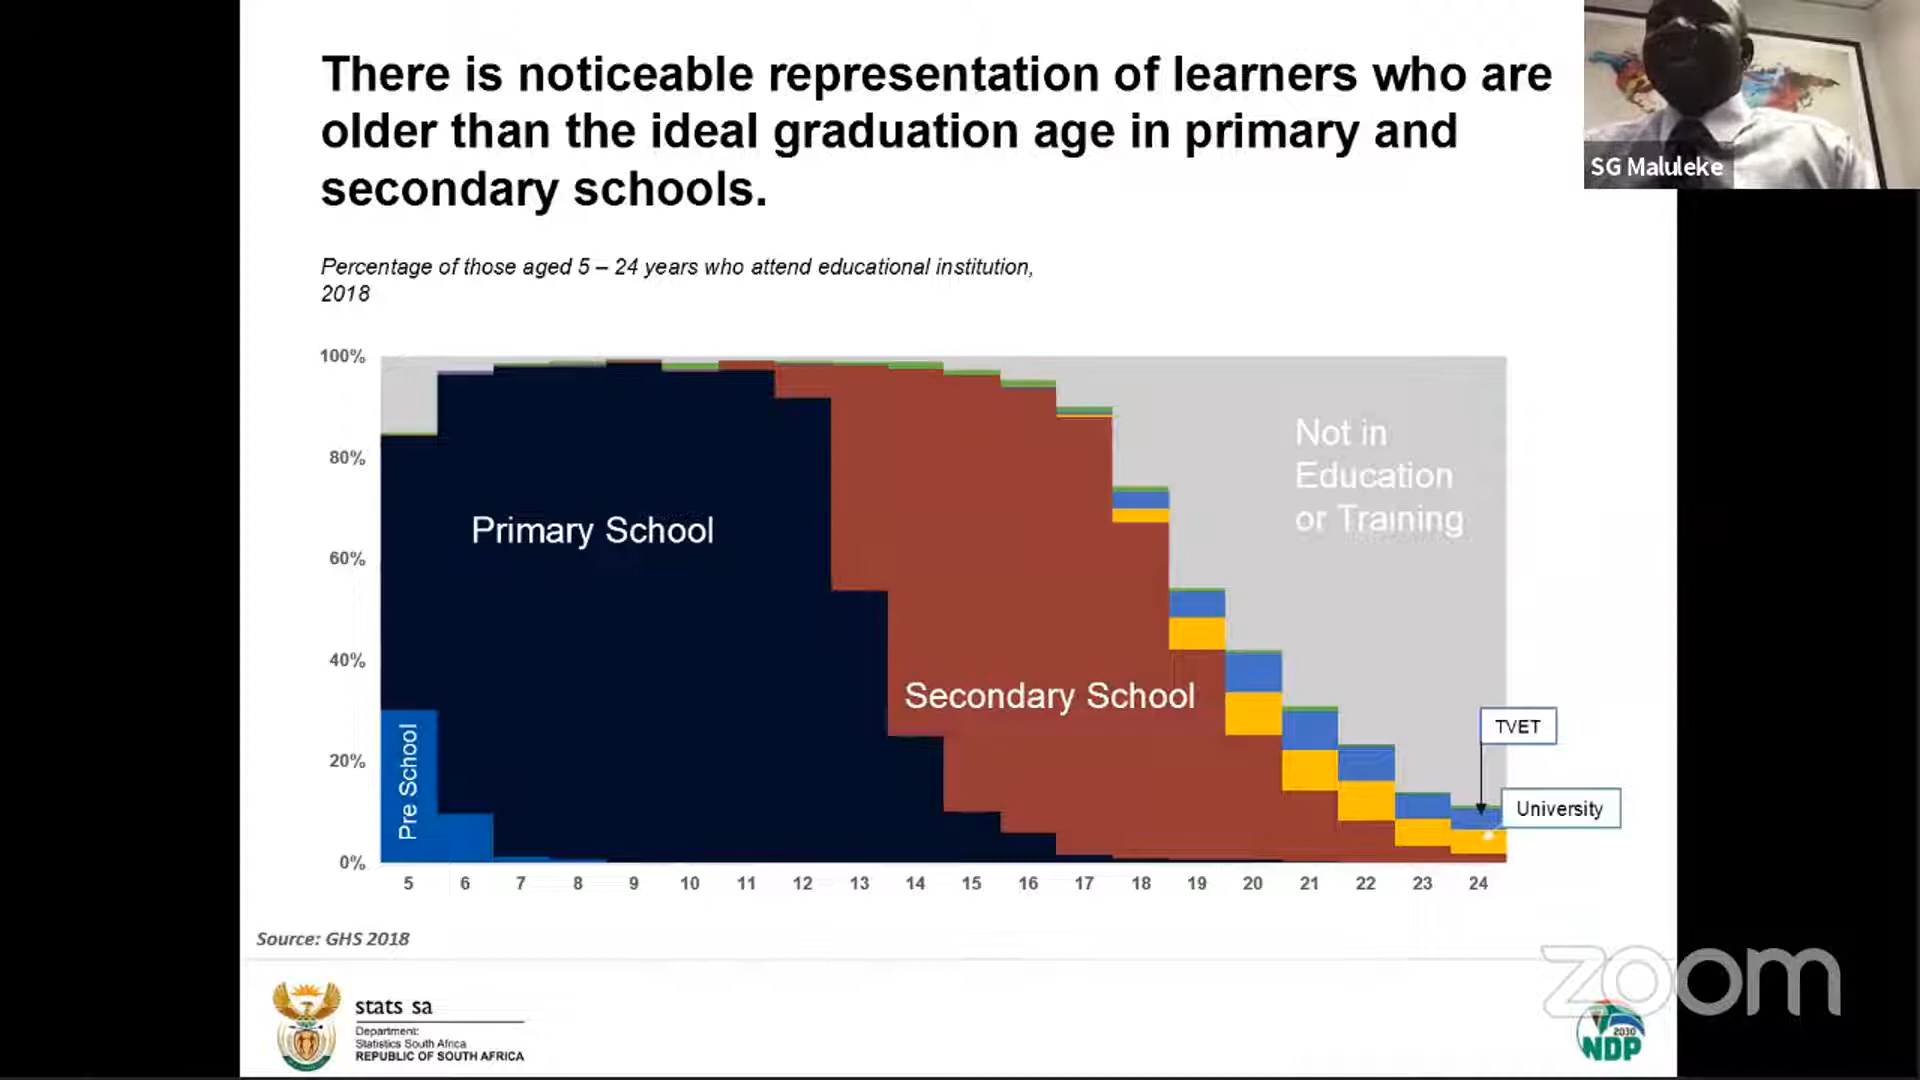 There is noticeable representation of learners who are
older than the ideal graduation age in primary and
secondary schools.
SG Maluleke
Percentage of those aged 5 – 24 years who attend educational institution,
2018
100%
80%
60%
40%
20%
0%
Pre School
Primary School
Secondary School
Not in
Education
or Training
TVET
University
5 6 7 8 9 10 11 12 13 14 15 16 17 18 19 20 21 22 23 24
Source: GHS 2018
stats sa
Department:
Statistics South Africa
REPUBLIC OF SOUTH AFRICA
zoom
2030
NDP